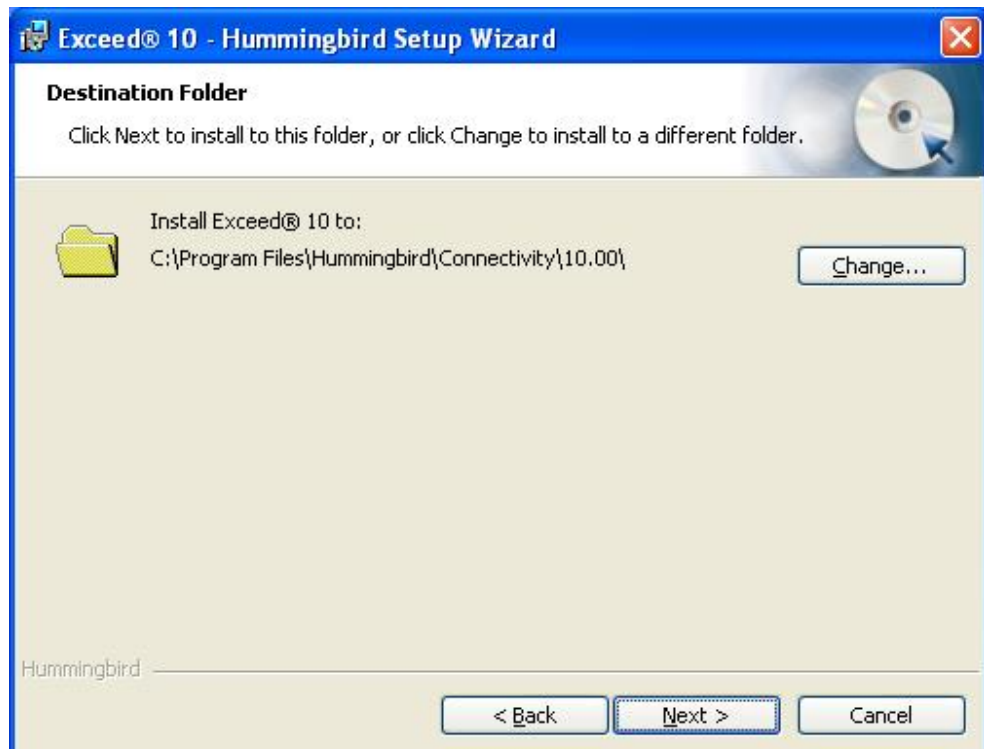 Exceed® 10 - Hummingbird Setup Wizard
Destination Folder
Click Next to install to this folder, or click Change to install to a different folder.
Install Exceed® 10 to:
C:\Program Files\Hummingbird\Connectivity\10.00\
Change...
Hummingbird
< Back
Next >
Cancel